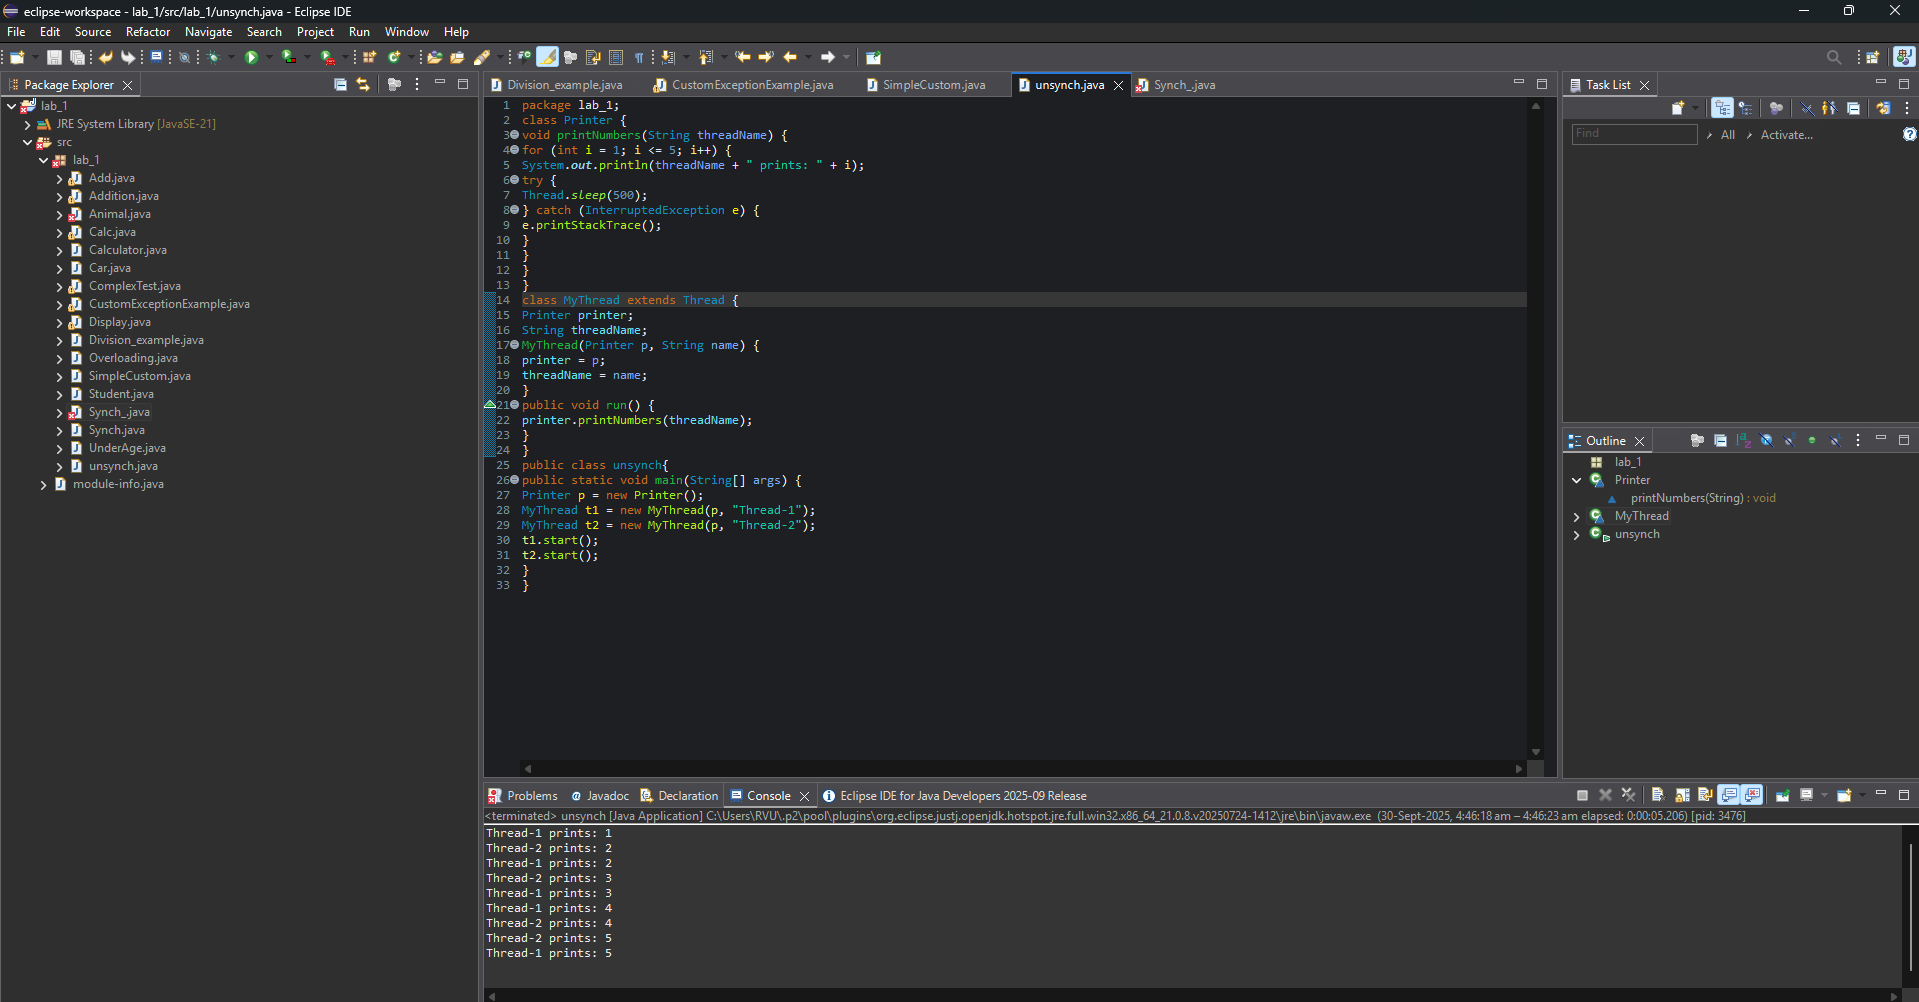 eclipse-workspace - lab_1/src/lab_1/unsynch.java - Eclipse IDE
File Edit Source Refactor Navigate Search Project Run Window Help
Package Explorer
lab_1
JRE System Library [JavaSE-21]
src
lab_1
Add.java
Addition.java
Animal.java
Calc.java
Calculator.java
Car.java
ComplexTest.java
CustomExceptionExample.java
Display.java
Division_example.java
Overloading.java
SimpleCustom.java
Student.java
Synch_.java
Synch.java
UnderAge.java
unsynch.java
module-info.java
Division_example.java CustomExceptionExample.java SimpleCustom.java unsynch.java Synch_.java
1 package lab_1;
2 class Printer {
3 void printNumbers(String threadName) {
4 for (int i = 1; i <= 5; i++) {
5 System.out.println(threadName + " prints: " + i);
6 try {
7 Thread.sleep(500);
8 } catch (InterruptedException e) {
9 e.printStackTrace();
10 }
11 }
12 }
13 }
14 class MyThread extends Thread {
15 Printer printer;
16 String threadName;
17 MyThread(Printer p, String name) {
18 printer = p;
19 threadName = name;
20 }
21 public void run() {
22 printer.printNumbers(threadName);
23 }
24 }
25 public class unsynch{
26 public static void main(String[] args) {
27 Printer p = new Printer();
28 MyThread t1 = new MyThread(p, "Thread-1");
29 MyThread t2 = new MyThread(p, "Thread-2");
30 t1.start();
31 t2.start();
32 }
33 }
Task List
Find All Activate...
Outline
lab_1
Printer
printNumbers(String) : void
MyThread
unsynch
Problems Javadoc Declaration Console Eclipse IDE for Java Developers 2025-09 Release
<terminated> unsynch [Java Application] C:\Users\RVU\.p2\pool\plugins\org.eclipse.justj.openjdk.hotspot.jre.full.win32.x86_64_21.0.8.v20250724-1412\jre\bin\javaw.exe (30-Sept-2025, 4:46:18 am – 4:46:23 am elapsed: 0:00:05.206) [pid: 3476]
Thread-1 prints: 1
Thread-2 prints: 2
Thread-1 prints: 2
Thread-2 prints: 3
Thread-1 prints: 3
Thread-1 prints: 4
Thread-2 prints: 4
Thread-2 prints: 5
Thread-1 prints: 5